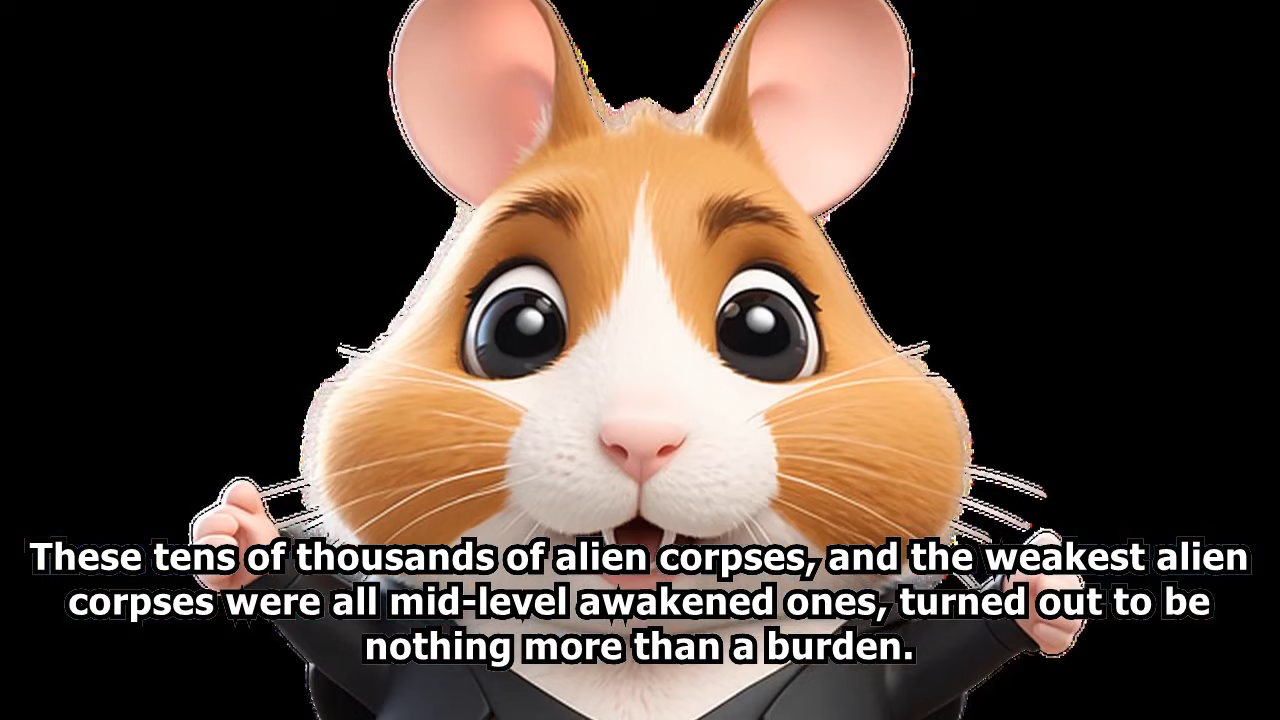 These tens of thousands of alien corpses, and the weakest alien
corpses were all mid-level awakened ones, turned out to be
nothing more than a burden.